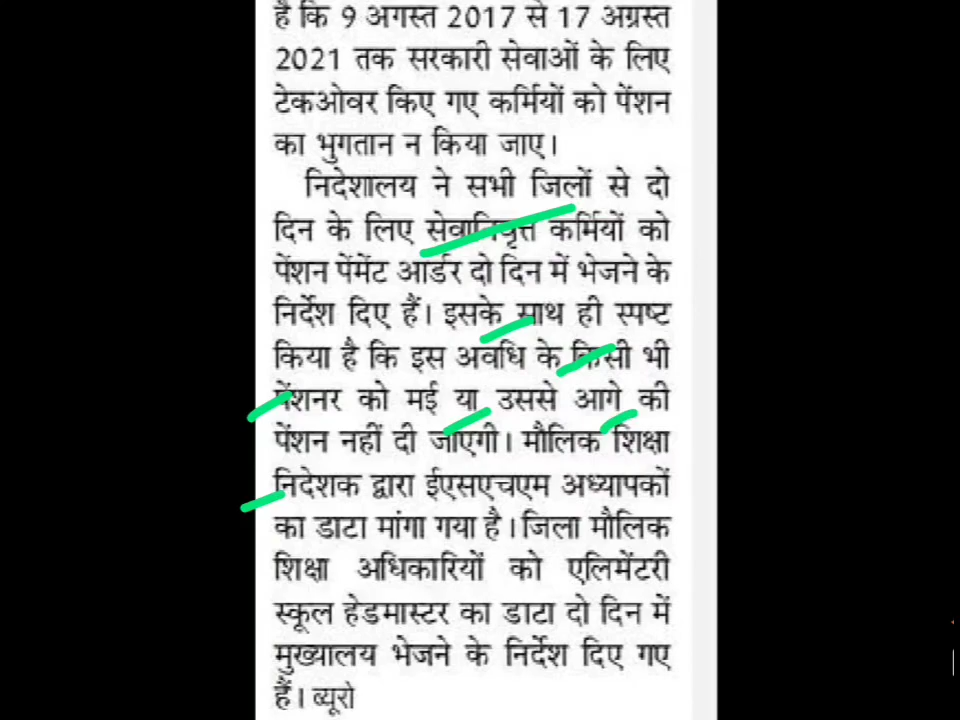 है कि 9 अगस्त 2017 से 17 अग्रस्त
2021 तक सरकारी सेवाओं के लिए
टेकओवर किए गए कर्मियों को पेंशन
का भुगतान न किया जाए।
निदेशालय ने सभी जिलों से दो
दिन के लिए सेवानिवृत्त कर्मियों को
पेंशन पेंमेंट आर्डर दो दिन में भेजने के
निर्देश दिए हैं। इसके साथ ही स्पष्ट
किया है कि इस अवधि के किसी भी
पेंशनर को मई या उससे आगे की
पेंशन नहीं दी जाएगी। मौलिक शिक्षा
निदेशक द्वारा ईएसएचएम अध्यापकों
का डाटा मांगा गया है। जिला मौलिक
शिक्षा अधिकारियों को एलिमेंटरी
स्कूल हेडमास्टर का डाटा दो दिन में
मुख्यालय भेजने के निर्देश दिए गए
हैं। ब्यूरो